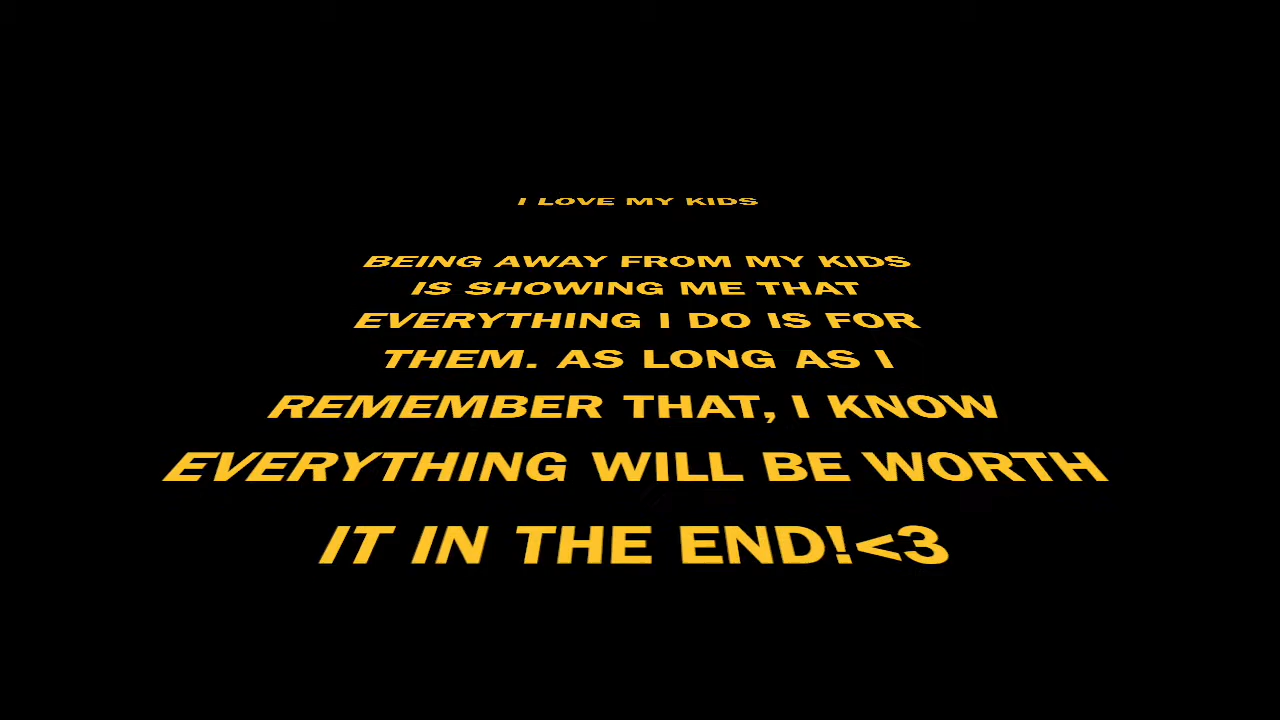 I LOVE MY KIDS
BEING AWAY FROM MY KIDS
IS SHOWING ME THAT
EVERYTHING I DO IS FOR
THEM. AS LONG AS I
REMEMBER THAT, I KNOW
EVERYTHING WILL BE WORTH
IT IN THE END!<3